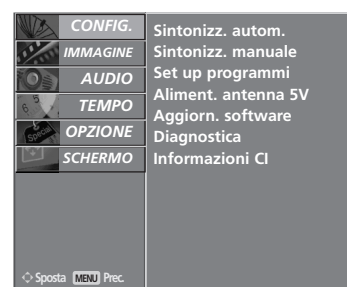 CONFIG.
IMMAGINE
AUDIO
TEMPO
OPZIONE
SCHERMO
Sintonizz. autom.
Sintonizz. manuale
Set up programmi
Aliment. antenna 5V
Aggiorn. software
Diagnostica
Informazioni CI
Sposta MENU Prec.